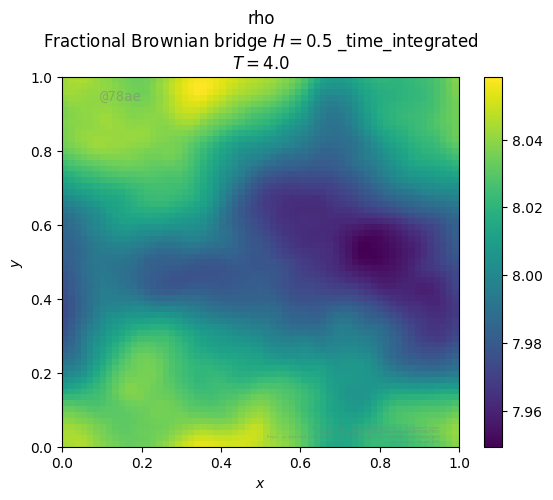 rho
Fractional Brownian bridge H = 0.5 _time_integrated
T = 4.0
@78ae
1.0
0.8
0.6
0.4
0.2
0.0
y
0.0 0.2 0.4 0.6 0.8 1.0
x
8.04
8.02
8.00
7.98
7.96